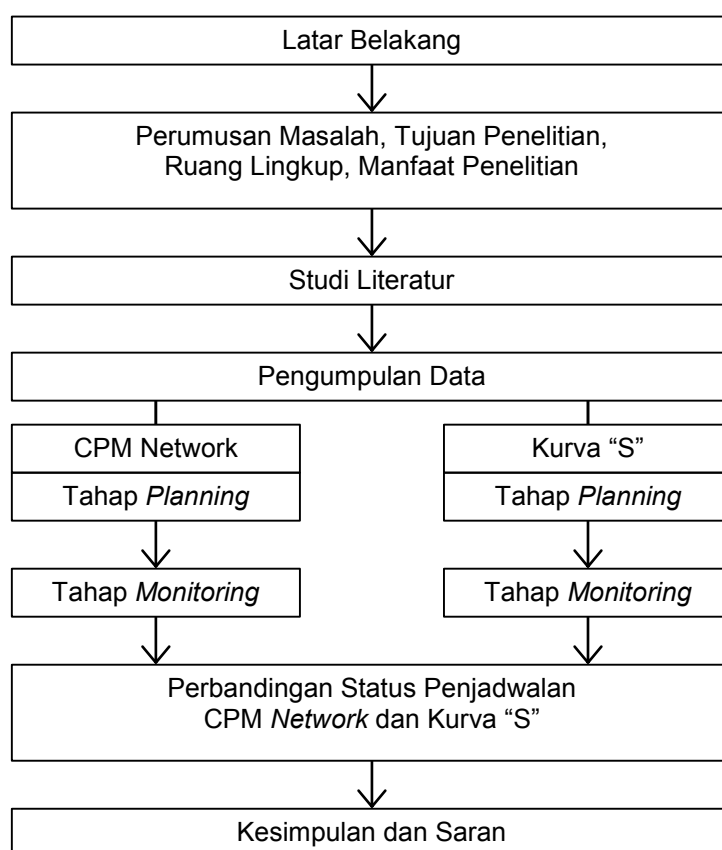 Latar Belakang
Perumusan Masalah, Tujuan Penelitian,
Ruang Lingkup, Manfaat Penelitian
Studi Literatur
Pengumpulan Data
CPM Network
Tahap Planning
Tahap Monitoring
Kurva “S”
Tahap Planning
Tahap Monitoring
Perbandingan Status Penjadwalan
CPM Network dan Kurva “S”
Kesimpulan dan Saran